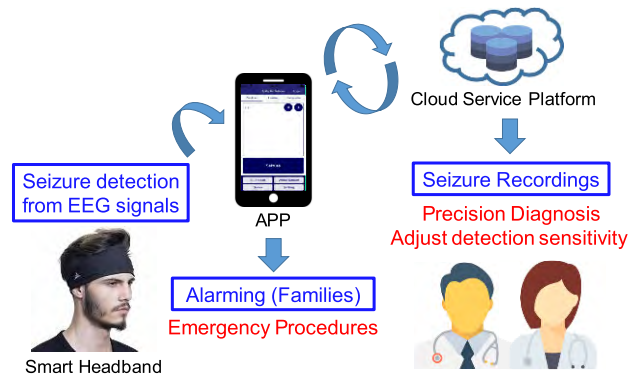 Cloud Service Platform
Seizure detection
from EEG signals
APP
Seizure Recordings
Precision Diagnosis
Adjust detection sensitivity
Alarming (Families)
Emergency Procedures
Smart Headband